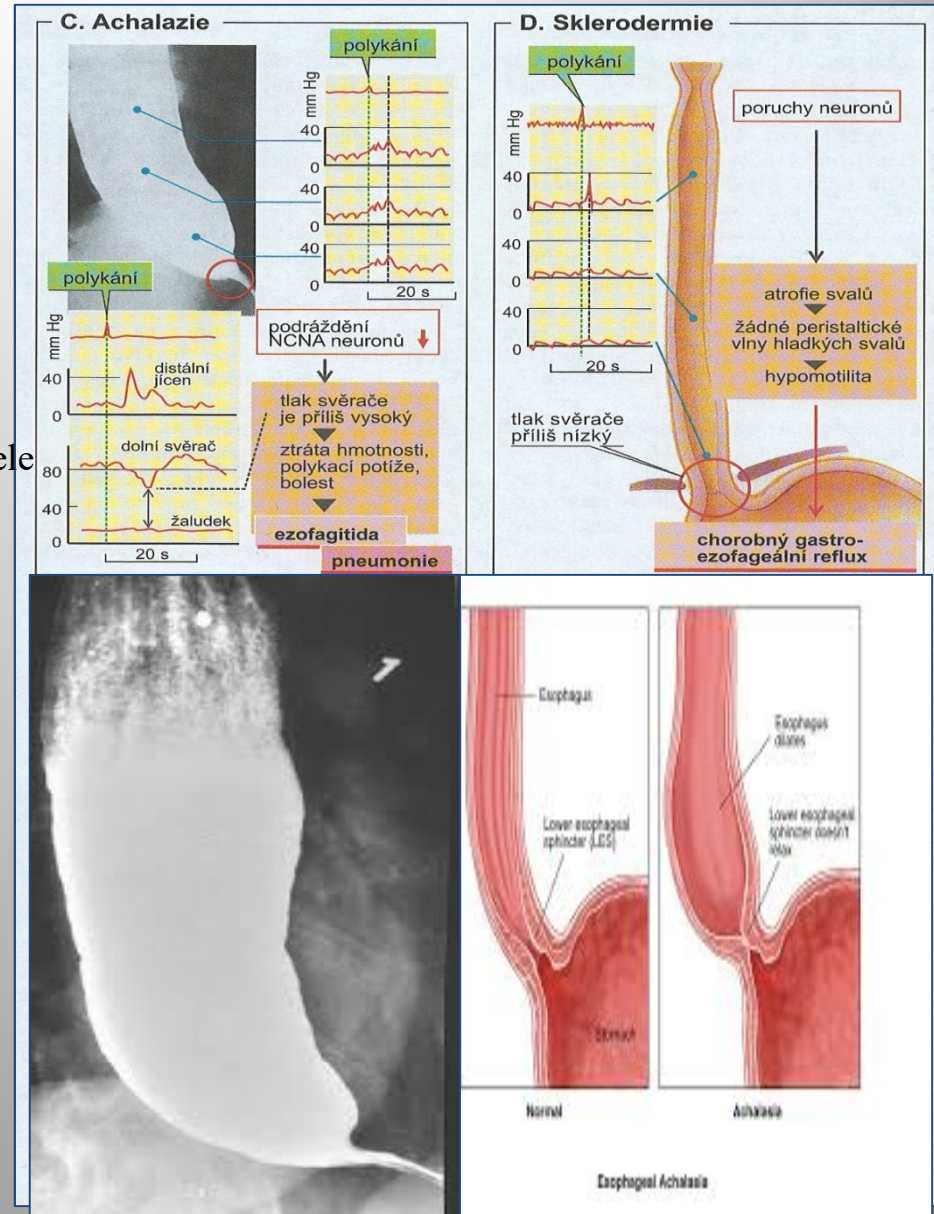 C. Achalazie
polykání
mm Hg
40
0
40
0
40
0
20 s
polykání
mm Hg
distální
jícen
40
0
dolní svěrač
80
40
0
žaludek
20 s
podráždění
NCNA neuronů
tlak svěrače
je příliš vysoký
ztráta hmotnosti,
polykací potíže,
bolest
ezofagitida
pneumonie
ele
D. Sklerodermie
polykání
mm Hg
40
0
40
0
40
0
20 s
poruchy neuronů
atrofie svalů
žádné peristaltické
vlny hladkých svalů
hypomotilita
tlak svěrače
příliš nízký
chorobný gastro-
ezofageální reflux
Esophagus
Lower esophageal
sphincter (LES)
Stomach
Normal
Esophagus
dilates
Lower esophageal
sphincter doesn't
relax
Achalasia
Esophageal Achalasia